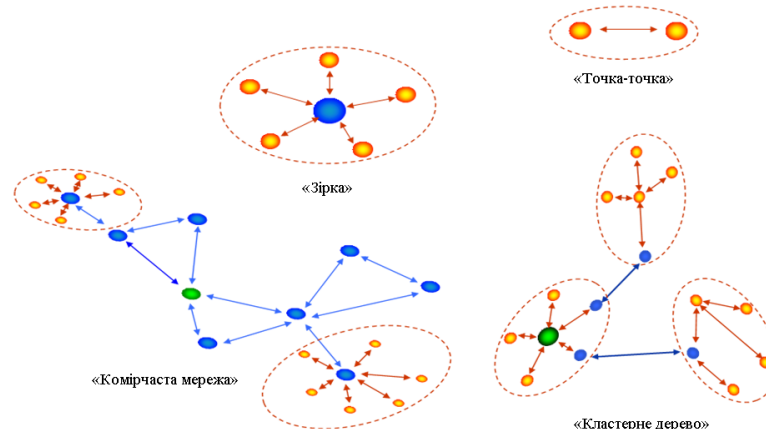 «Точка-точка»
«Зірка»
«Комірчаста мережа»
«Кластерне дерево»